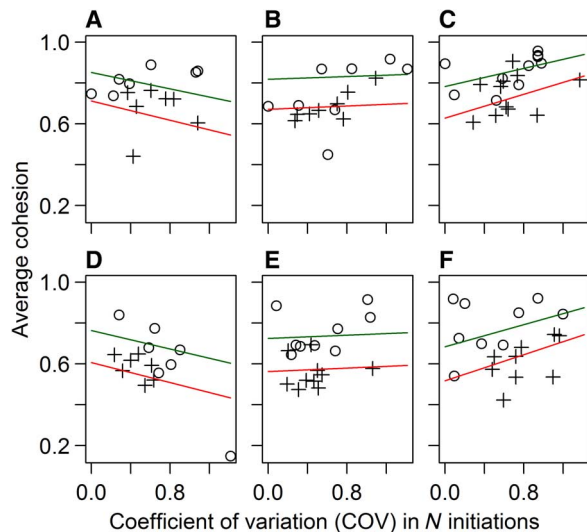 A B C
1.0
0.6
0.2
D E F
1.0
0.6
0.2
Average cohesion
0.0 0.8 0.0 0.8 0.0 0.8
Coefficient of variation (COV) in N initiations